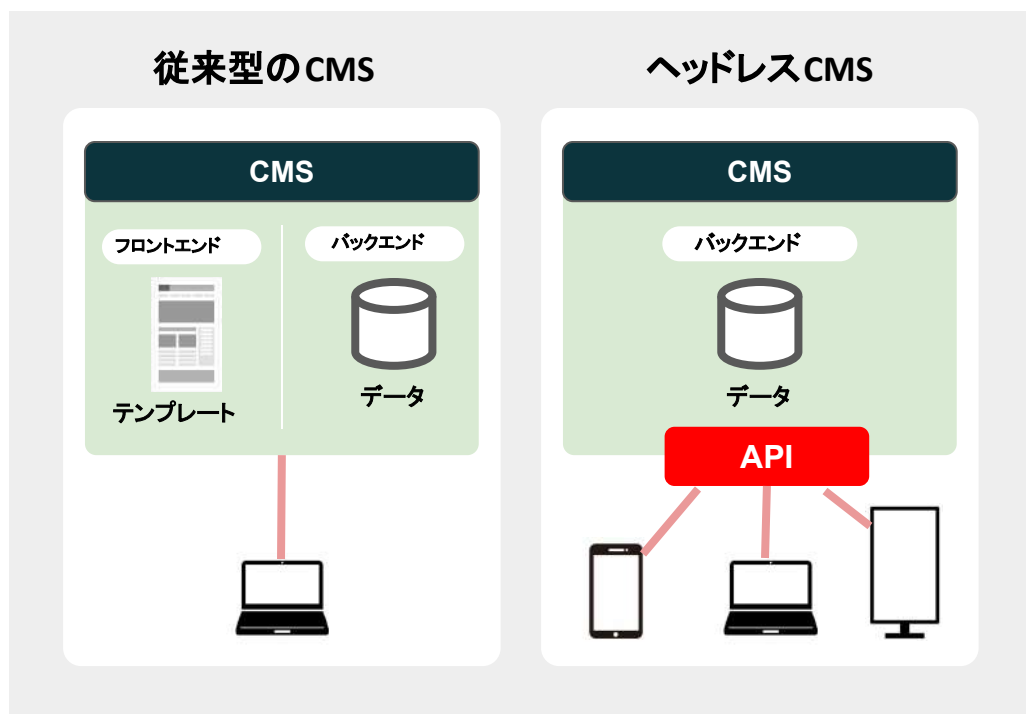 従来型のCMS
CMS
フロントエンド
バックエンド
テンプレート
データ
ヘッドレスCMS
CMS
バックエンド
データ
API